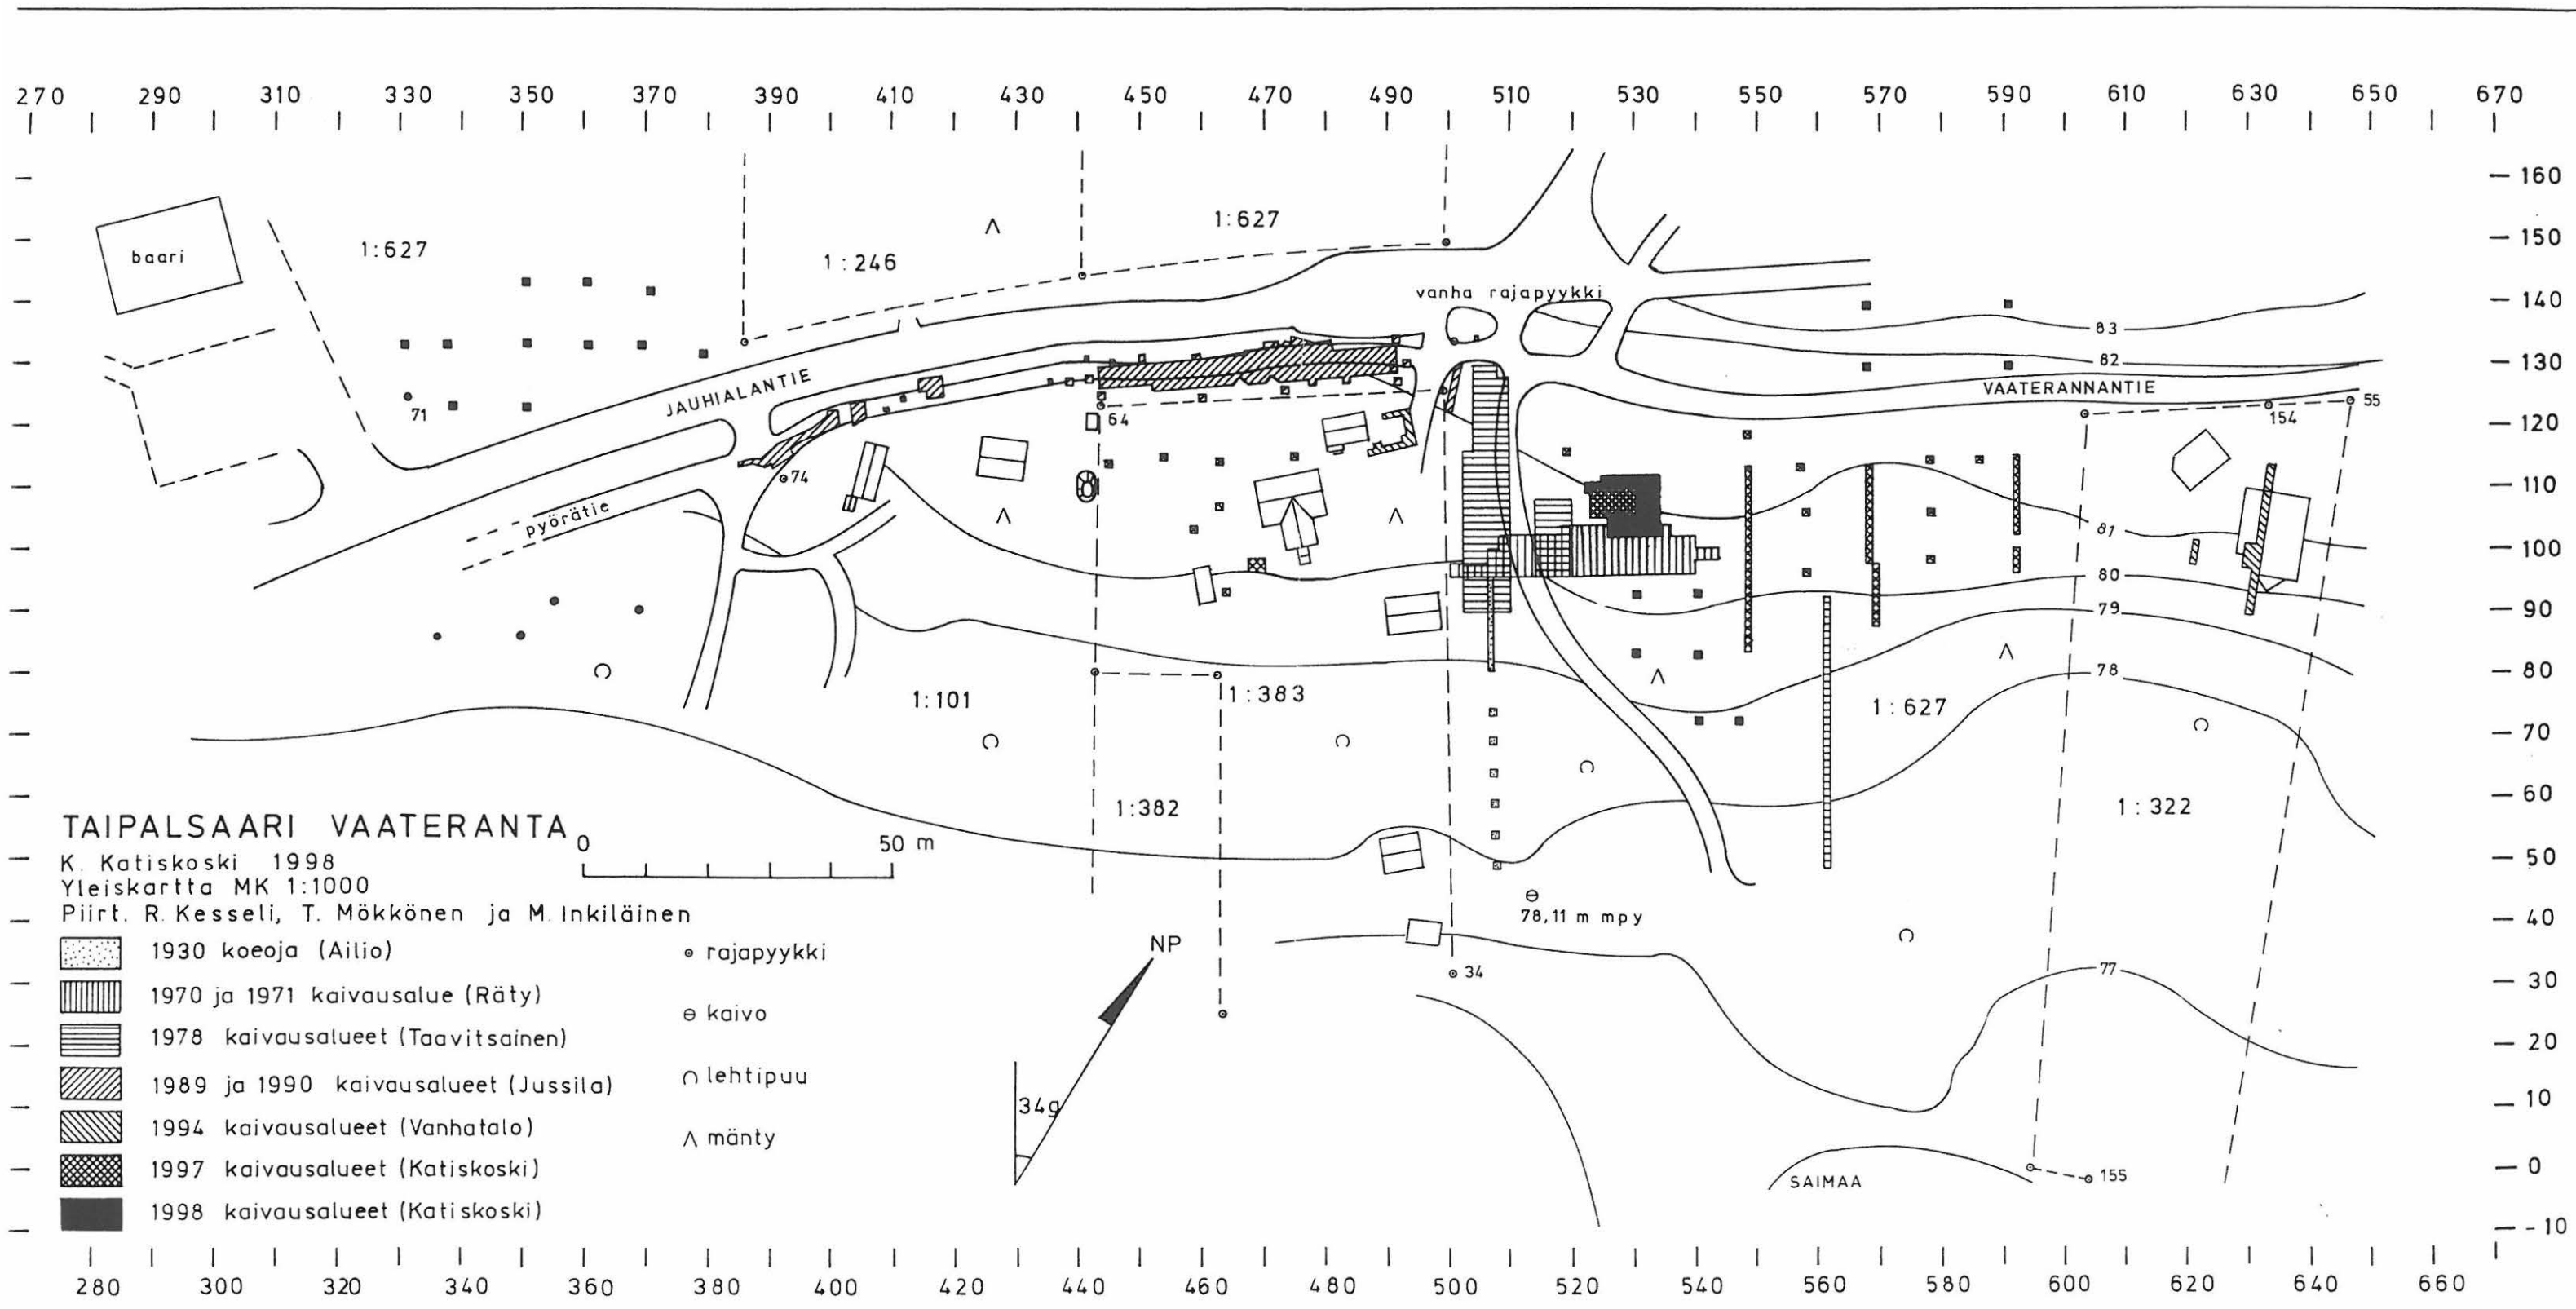 270 290 310 330 350 370 390 410 430 450 470 490 510 530 550 570 590 610 630 650 670
160
1:627
150
baari
1:627
1:246
vanha rajapyykki
140
83
130
82
JAUHIALANTIE
VAATERANNANTIE
55
71
64
154
120
74
110
pyörätie
81
100
80
90
79
80
78
1:101
1:383
1:627
70
1:382
1:322
60
TAIPALSAARI VAATERANTA
0 50 m
K. Katiskoski 1998
50
Yleiskartta MK 1:1000
Piirt. R. Kesseli, T. Mökkönen ja M. Inkiläinen
78,11 m mpy
40
NP
1930 koeoja (Ailio)
rajapyykki
34
77
30
1970 ja 1971 kaivausalue (Räty)
kaivo
1978 kaivausalueet (Taavitsainen)
20
1989 ja 1990 kaivausalueet (Jussila)
lehtipuu
34g
10
1994 kaivausalueet (Vanhatalo)
mänty
1997 kaivausalueet (Katiskoski)
0
SAIMAA
155
1998 kaivausalueet (Katiskoski)
-10
280 300 320 340 360 380 400 420 440 460 480 500 520 540 560 580 600 620 640 660